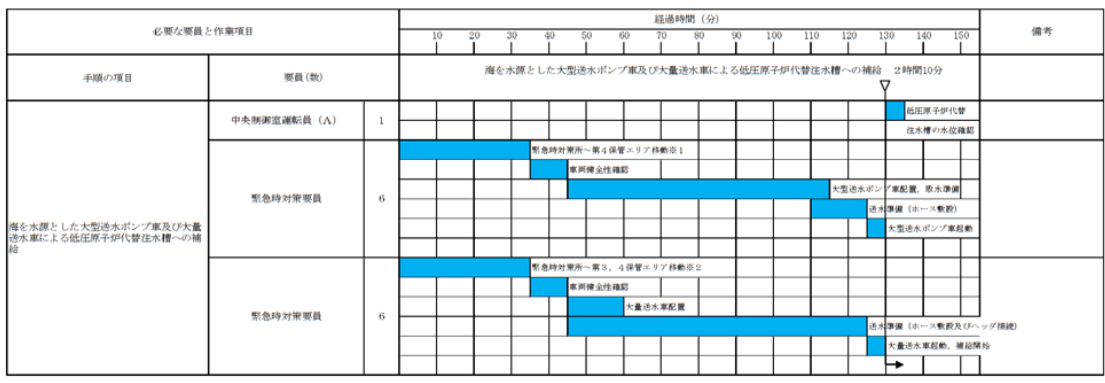 必要な要員と作業項目
経過時間（分）
備考
10 20 30 40 50 60 70 80 90 100 110 120 130 140 150
手順の項目
要員(数)
海を水源とした大型送水ポンプ車及び大量送水車による低圧原子炉代替注水槽への補給　2時間10分
中央制御室運転員（A）
1
低圧原子炉代替
注水槽の水位確認
緊急時対策所～第4保管エリア移動※1
車両健全性確認
緊急時対策要員
6
大型送水ポンプ車配置，取水準備
送水準備（ホース敷設）
大型送水ポンプ車起動
海を水源とした大型送水ポンプ車及び大量
送水車による低圧原子炉代替注水槽への補
給
緊急時対策所～第3，4保管エリア移動※2
車両健全性確認
大量送水車配置
緊急時対策要員
6
送水準備（ホース敷設及びヘッダ接続）
大量送水車起動，補給開始